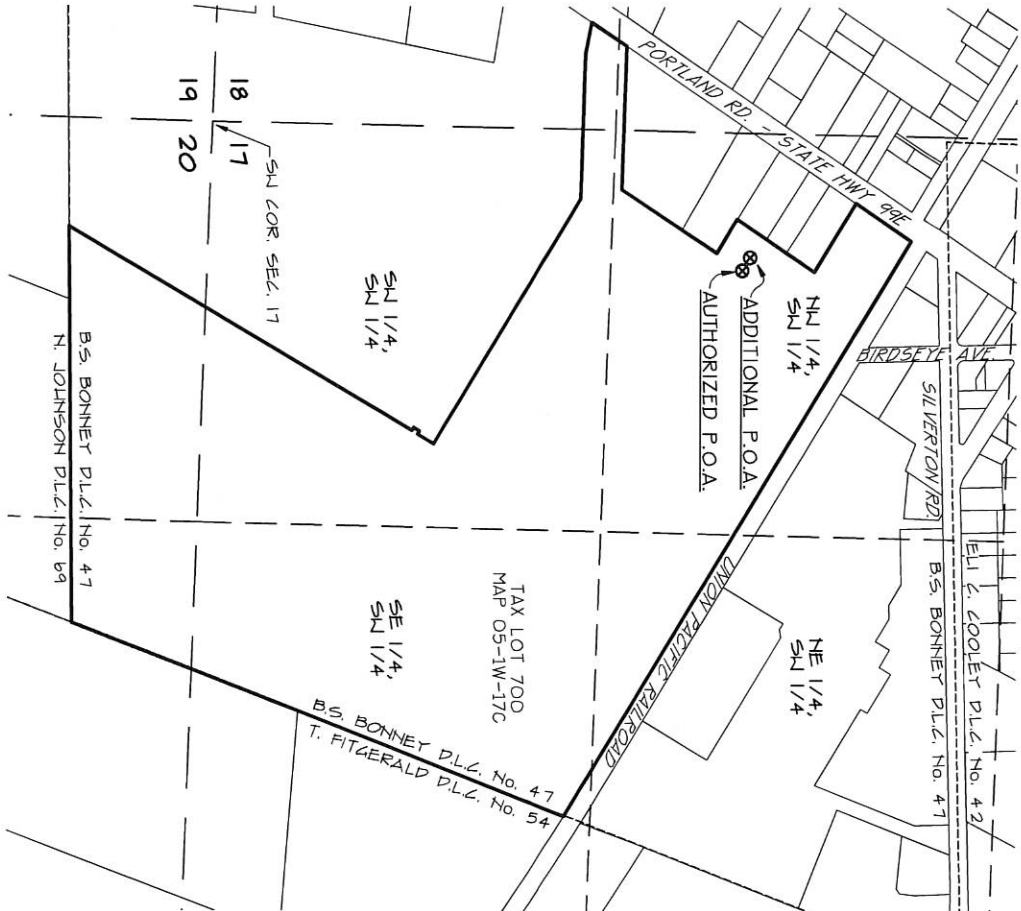 PORTLAND RD. - STATE HWY 99E
18
17
19
20
SW COR. SEC. 17
SW 1/4,
SW 1/4
NW 1/4,
SW 1/4
ADDITIONAL P.O.A.
AUTHORIZED P.O.A.
BIRDSEYE AVE.
SILVERTON RD.
ELI C. COOLEY D.L.C. No. 42
B.S. BONNEY D.L.C. No. 47
UNION PACIFIC RAILROAD
NE 1/4,
SW 1/4
TAX LOT 700
MAP 05-1W-17C
SE 1/4,
SW 1/4
B.S. BONNEY D.L.C. No. 47
N. JOHNSON D.L.C. No. 69
B.S. BONNEY D.L.C. No. 47
T. FITGERALD D.L.C. No. 54